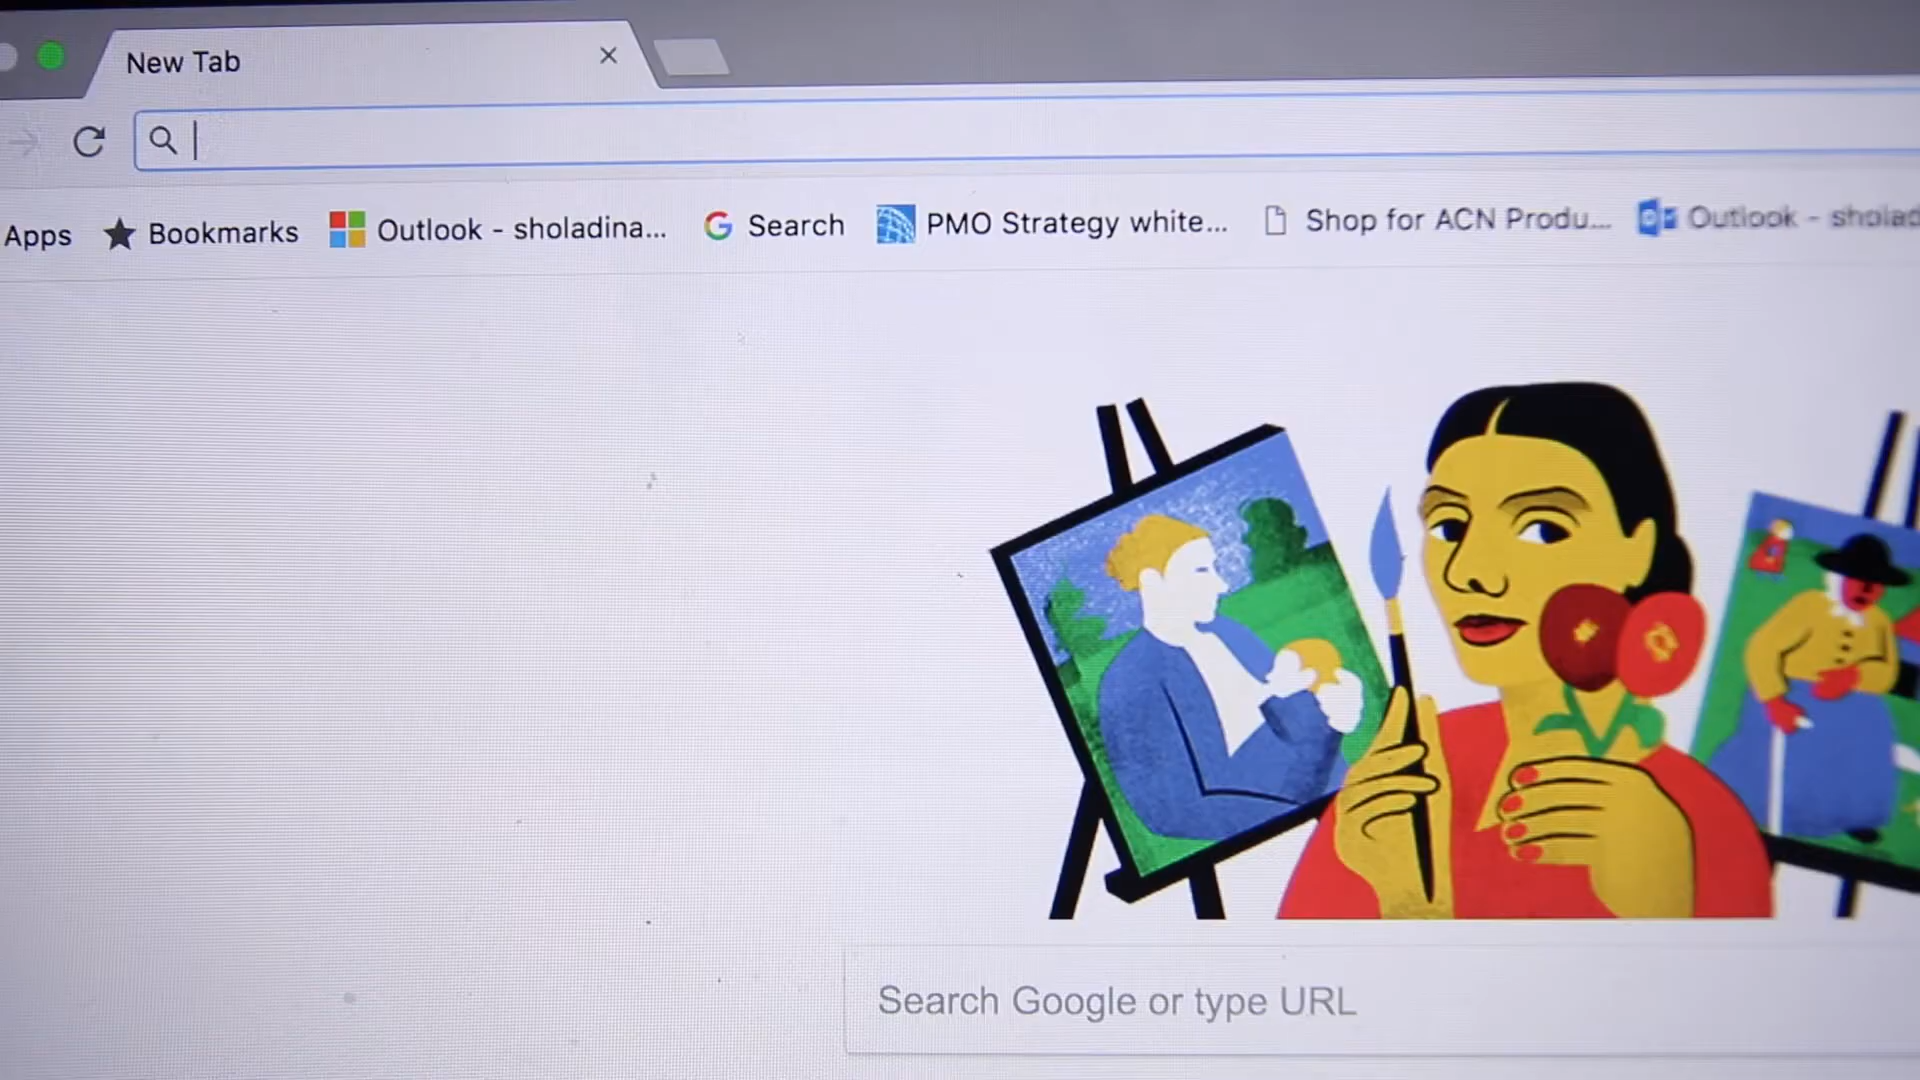 New Tab
Apps Bookmarks Outlook - sholadina... Search PMO Strategy white... Shop for ACN Produ... Outlook - sholad
Search Google or type URL